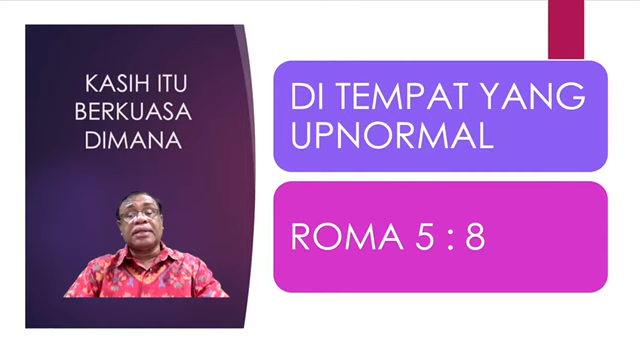 KASIH ITU
BERKUASA
DIMANA
DI TEMPAT YANG
UPNORMAL
ROMA 5 : 8